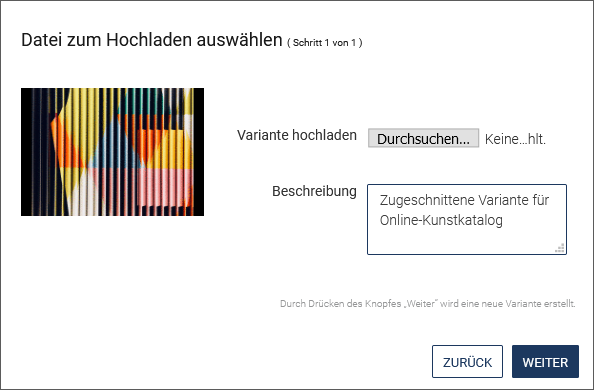 Datei zum Hochladen auswählen ( Schritt 1 von 1 )
Variante hochladen Durchsuchen... Keine...hlt.
Beschreibung
Zugeschnittene Variante für
Online-Kunstkatalog
Durch Drücken des Knopfes „Weiter“ wird eine neue Variante erstellt.
ZURÜCK WEITER